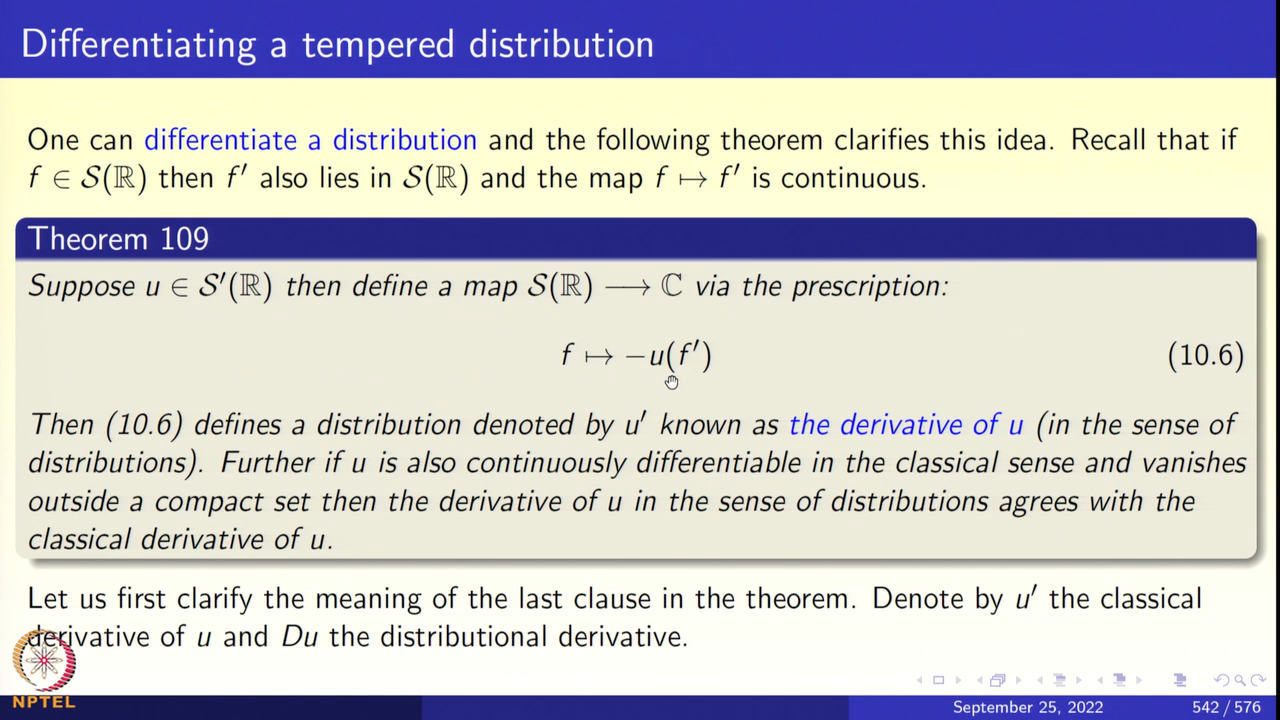 Differentiating a tempered distribution
One can differentiate a distribution and the following theorem clarifies this idea. Recall that if
f ∈ 𝒮(ℝ) then f′ also lies in 𝒮(ℝ) and the map f ↦ f′ is continuous.
Theorem 109
Suppose u ∈ 𝒮′(ℝ) then define a map 𝒮(ℝ) ⟶ ℂ via the prescription:
f ↦ −u(f′) (10.6)
Then (10.6) defines a distribution denoted by u′ known as the derivative of u (in the sense of
distributions). Further if u is also continuously differentiable in the classical sense and vanishes
outside a compact set then the derivative of u in the sense of distributions agrees with the
classical derivative of u.
Let us first clarify the meaning of the last clause in the theorem. Denote by u′ the classical
derivative of u and Du the distributional derivative.
NPTEL
September 25, 2022 542 / 576